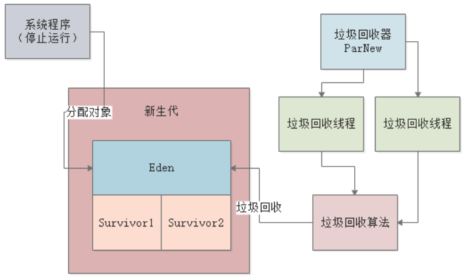 系统程序
（停止运行）
垃圾回收器
ParNew
分配对象
新生代
垃圾回收线程
垃圾回收线程
Eden
垃圾回收
Survivor1
Survivor2
垃圾回收算法